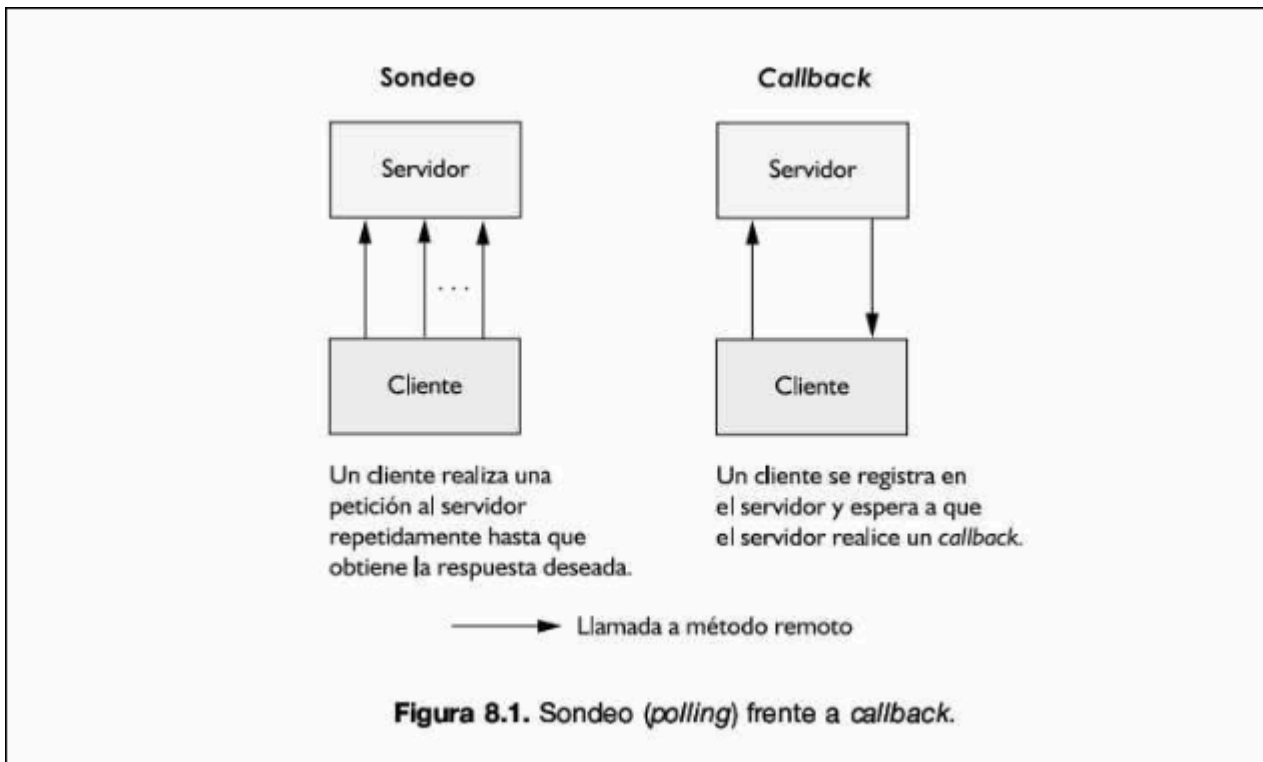 Sondeo
Servidor
...
Cliente
Un cliente realiza una
petición al servidor
repetidamente hasta que
obtiene la respuesta deseada.
Callback
Servidor
Cliente
Un cliente se registra en
el servidor y espera a que
el servidor realice un callback.
Llamada a método remoto
Figura 8.1. Sondeo (polling) frente a callback.